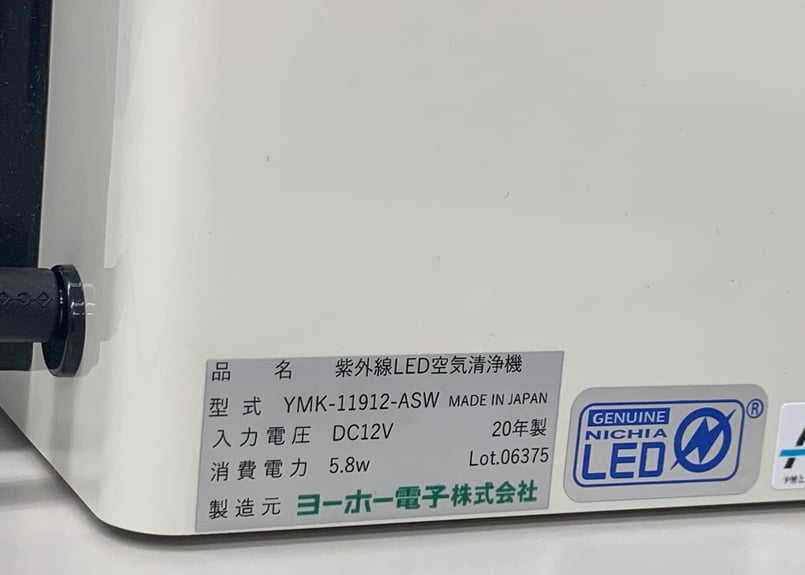 品 名 紫外線LED空気清浄機
型式 YMK-11912-ASW MADE IN JAPAN
入力電圧 DC12V 20年製
消費電力 5.8w Lot.06375
製造元 ヨーホー電子株式会社
GENUINE
NICHIA
LED
®